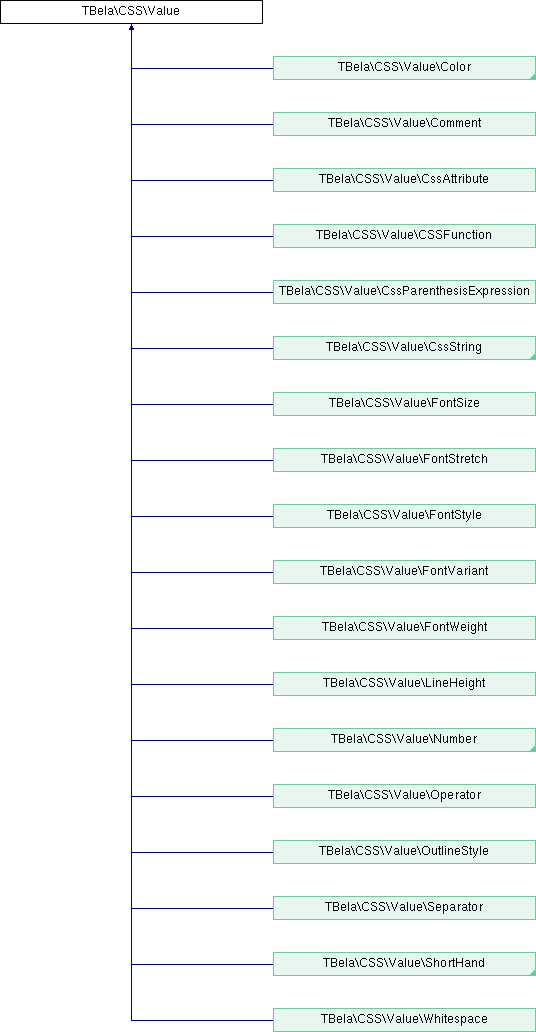 TBela\CSS\Value
TBela\CSS\Value\Color
TBela\CSS\Value\Comment
TBela\CSS\Value\CssAttribute
TBela\CSS\Value\CSSFunction
TBela\CSS\Value\CssParenthesisExpression
TBela\CSS\Value\CssString
TBela\CSS\Value\FontSize
TBela\CSS\Value\FontStretch
TBela\CSS\Value\FontStyle
TBela\CSS\Value\FontVariant
TBela\CSS\Value\FontWeight
TBela\CSS\Value\LineHeight
TBela\CSS\Value\Number
TBela\CSS\Value\Operator
TBela\CSS\Value\OutlineStyle
TBela\CSS\Value\Separator
TBela\CSS\Value\ShortHand
TBela\CSS\Value\Whitespace